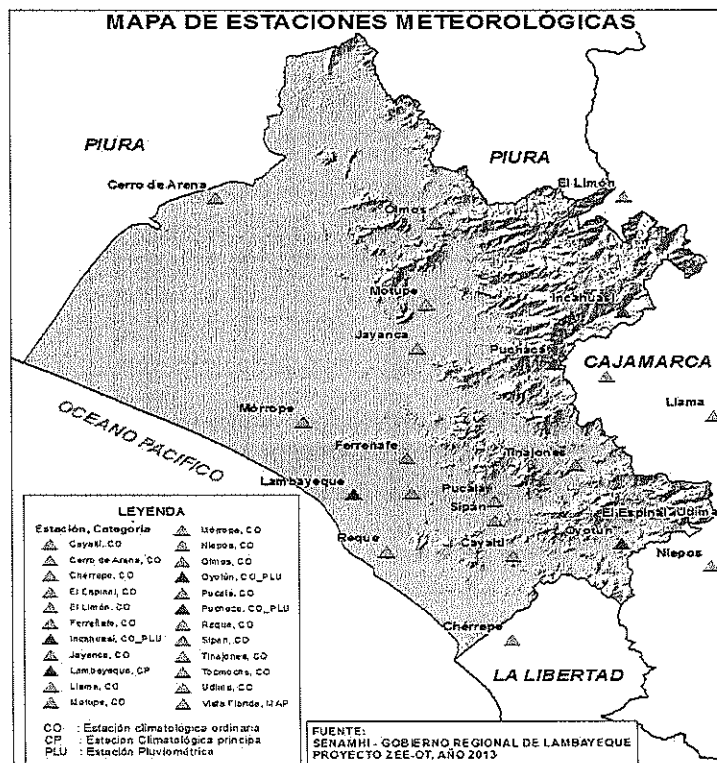 MAPA DE ESTACIONES METEOROLÓGICAS
PIURA
PIURA
Cerro de Arena
El Limón
Olmos
Incahuasi
Motupe
Jayanca
Puchaca
CAJAMARCA
Llama
Mórrope
OCEANO PACÍFICO
Ferreñafe
Tinajones
Lambayeque
Pucalá
Sipán
El Espinal
Udima
Oyotún
Reque
Cayaltí
Niepos
Chérrepe
LA LIBERTAD
LEYENDA
Estación, Categoría
Cayaltí, CO
Cerro de Arena, CO
Chérrepe, CO
El Espinal, CO
El Limón, CO
Ferreñafe, CO
Incahuasi, CO_PLU
Jayanca, CO
Lambayeque, CP
Llama, CO
Motupe, CO
Mórrope, CO
Niepos, CO
Olmos, CO
Oyotún, CO_PLU
Pucalá, CO
Puchaca, CO_PLU
Reque, CO
Sipán, CO
Tinajones, CO
Tocmoche, CO
Udima, CO
Vista Florida, MAP
CO : Estación climatológica ordinaria
CP : Estación Climatológica principal
PLU : Estación Pluviométrica
FUENTE:
SENAMHI - GOBIERNO REGIONAL DE LAMBAYEQUE
PROYECTO ZEE-OT, AÑO 2013